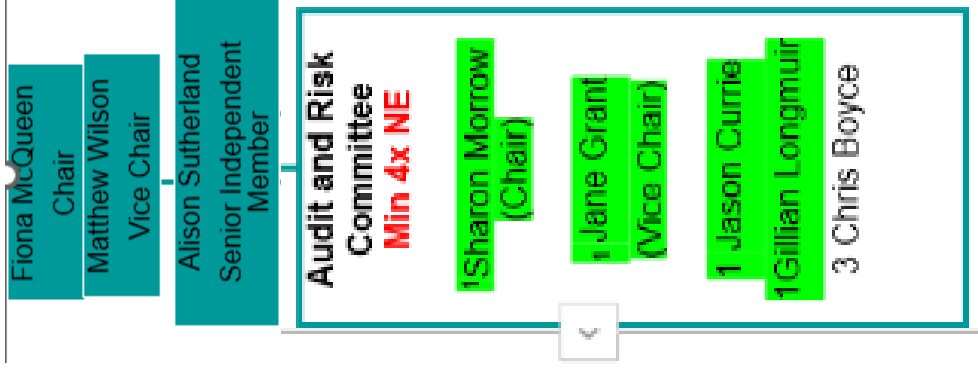 Fiona McQueen
Chair
Matthew Wilson
Vice Chair
Alison Sutherland
Senior Independent
Member
Audit and Risk
Committee
Min 4x NE
1Sharon Morrow
(Chair)
1 Jane Grant
(Vice Chair)
1 Jason Currie
1Gillian Longmuir
3 Chris Boyce